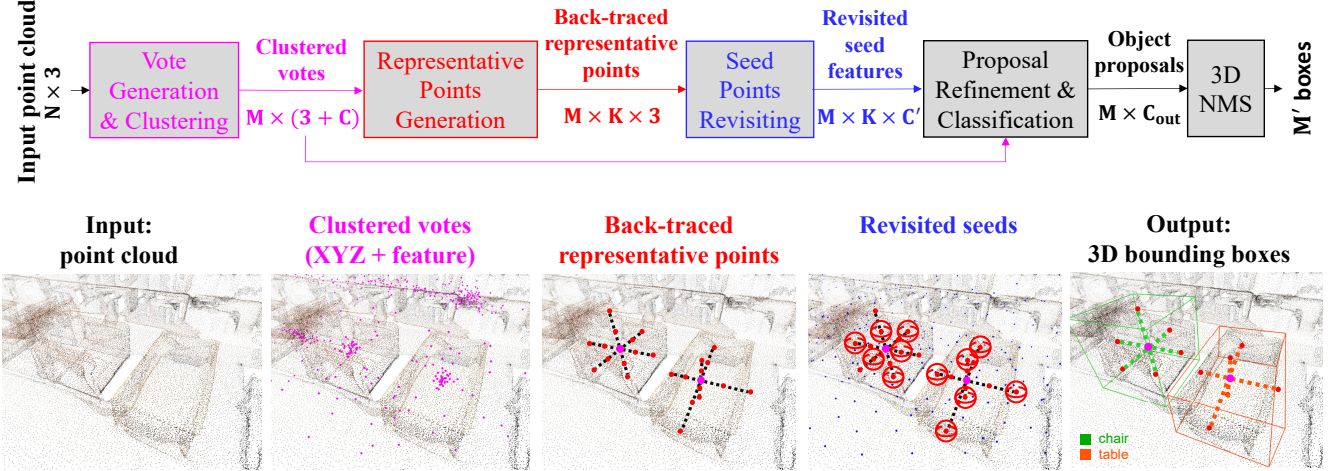 Input point cloud
N × 3
Vote
Generation
& Clustering
Clustered
votes
M × (3 + C)
Representative
Points
Generation
Back-traced
representative
points
M × K × 3
Seed
Points
Revisiting
Revisited
seed
features
M × K × C′
Proposal
Refinement &
Classification
Object
proposals
M × Cout
3D
NMS
M′ boxes
Input:
point cloud
Clustered votes
(XYZ + feature)
Back-traced
representative points
Revisited seeds
Output:
3D bounding boxes
chair
table